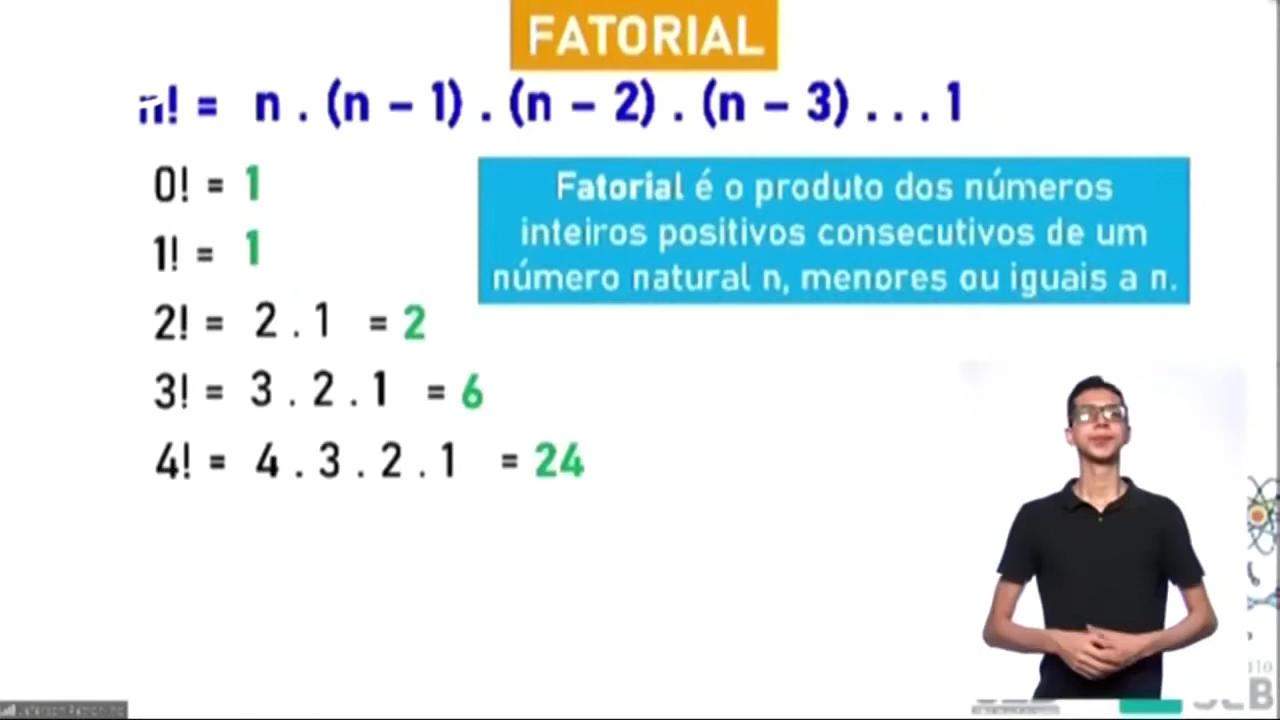 FATORIAL
n! = n . (n – 1) . (n – 2) . (n – 3) . . . 1
0! = 1
Fatorial é o produto dos números
inteiros positivos consecutivos de um
número natural n, menores ou iguais a n.
1! = 1
2! = 2 . 1 = 2
3! = 3 . 2 . 1 = 6
4! = 4 . 3 . 2 . 1 = 24